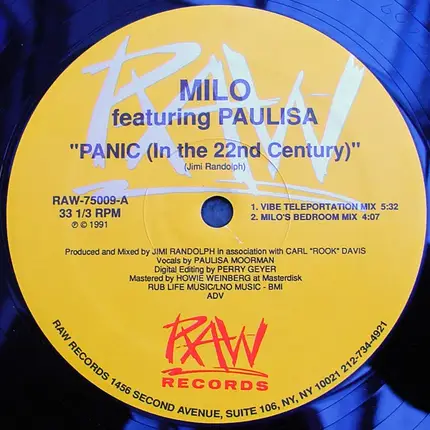 RAW
MILO
featuring PAULISA
"PANIC (In the 22nd Century)"
(Jimi Randolph)
RAW-75009-A
33 1/3 RPM
℗ © 1991
1. VIBE TELEPORTATION MIX 5:32
2. MILO'S BEDROOM MIX 4:07
Produced and Mixed by JIMI RANDOLPH in association with CARL "ROOK" DAVIS
Vocals by PAULISA MOORMAN
Digital Editing by PERRY GEYER
Mastered by HOWIE WEINBERG at Masterdisk
RUB LIFE MUSIC/LNO MUSIC - BMI
ADV
RAW
RECORDS
RAW RECORDS 1456 SECOND AVENUE, SUITE 106, NY, NY 10021 212-734-4921